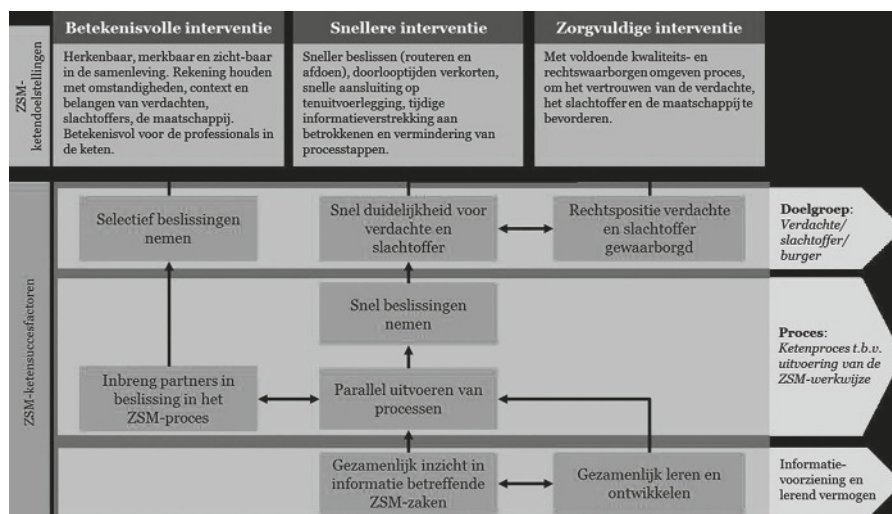 Betekenisvolle interventie
Snellere interventie
Zorgvuldige interventie
ZSM-
ketendoelstellingen
Herkenbaar, merkbaar en zicht-baar
in de samenleving. Rekening houden
met omstandigheden, context en
belangen van verdachten,
slachtoffers, de maatschappij.
Betekenisvol voor de professionals in
de keten.
Sneller beslissen (routeren en
afdoen), doorlooptijden verkorten,
snelle aansluiting op
tenuitvoerlegging, tijdige
informatieverstrekking aan
betrokkenen en vermindering van
processtappen.
Met voldoende kwaliteits- en
rechtswaarborgen omgeven proces,
om het vertrouwen van de verdachte,
het slachtoffer en de maatschappij te
bevorderen.
ZSM-ketensuccesfactoren
Selectief beslissingen
nemen
Snel duidelijkheid voor
verdachte en
slachtoffer
Rechtspositie verdachte
en slachtoffer
gewaarborgd
Doelgroep:
Verdachte/
slachtoffer/
burger
Snel beslissingen
nemen
Inbreng partners in
beslissing in het
ZSM-proces
Parallel uitvoeren van
processen
Proces:
Ketenproces t.b.v.
uitvoering van de
ZSM-werkwijze
Gezamenlijk inzicht in
informatie betreffende
ZSM-zaken
Gezamenlijk leren en
ontwikkelen
Informatie-
voorziening en
lerend vermogen